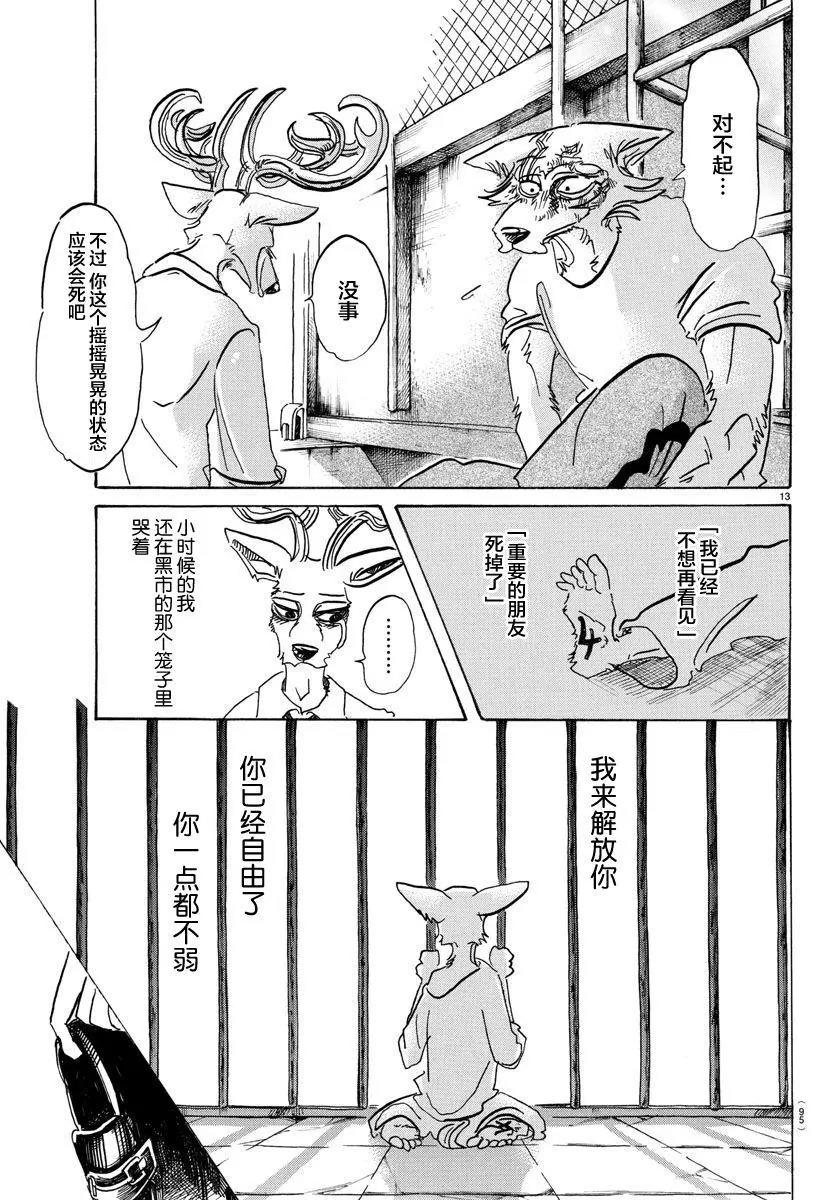 对不起…
没事
不过 你这个摇摇晃晃的状态
应该会死吧
13
「我已经
不想再看见」
「重要的朋友
死掉了」
4
………
小时候的我
还在黑市的那个笼子里
哭着
我来解放你
你已经自由了
你一点都不弱
(95)